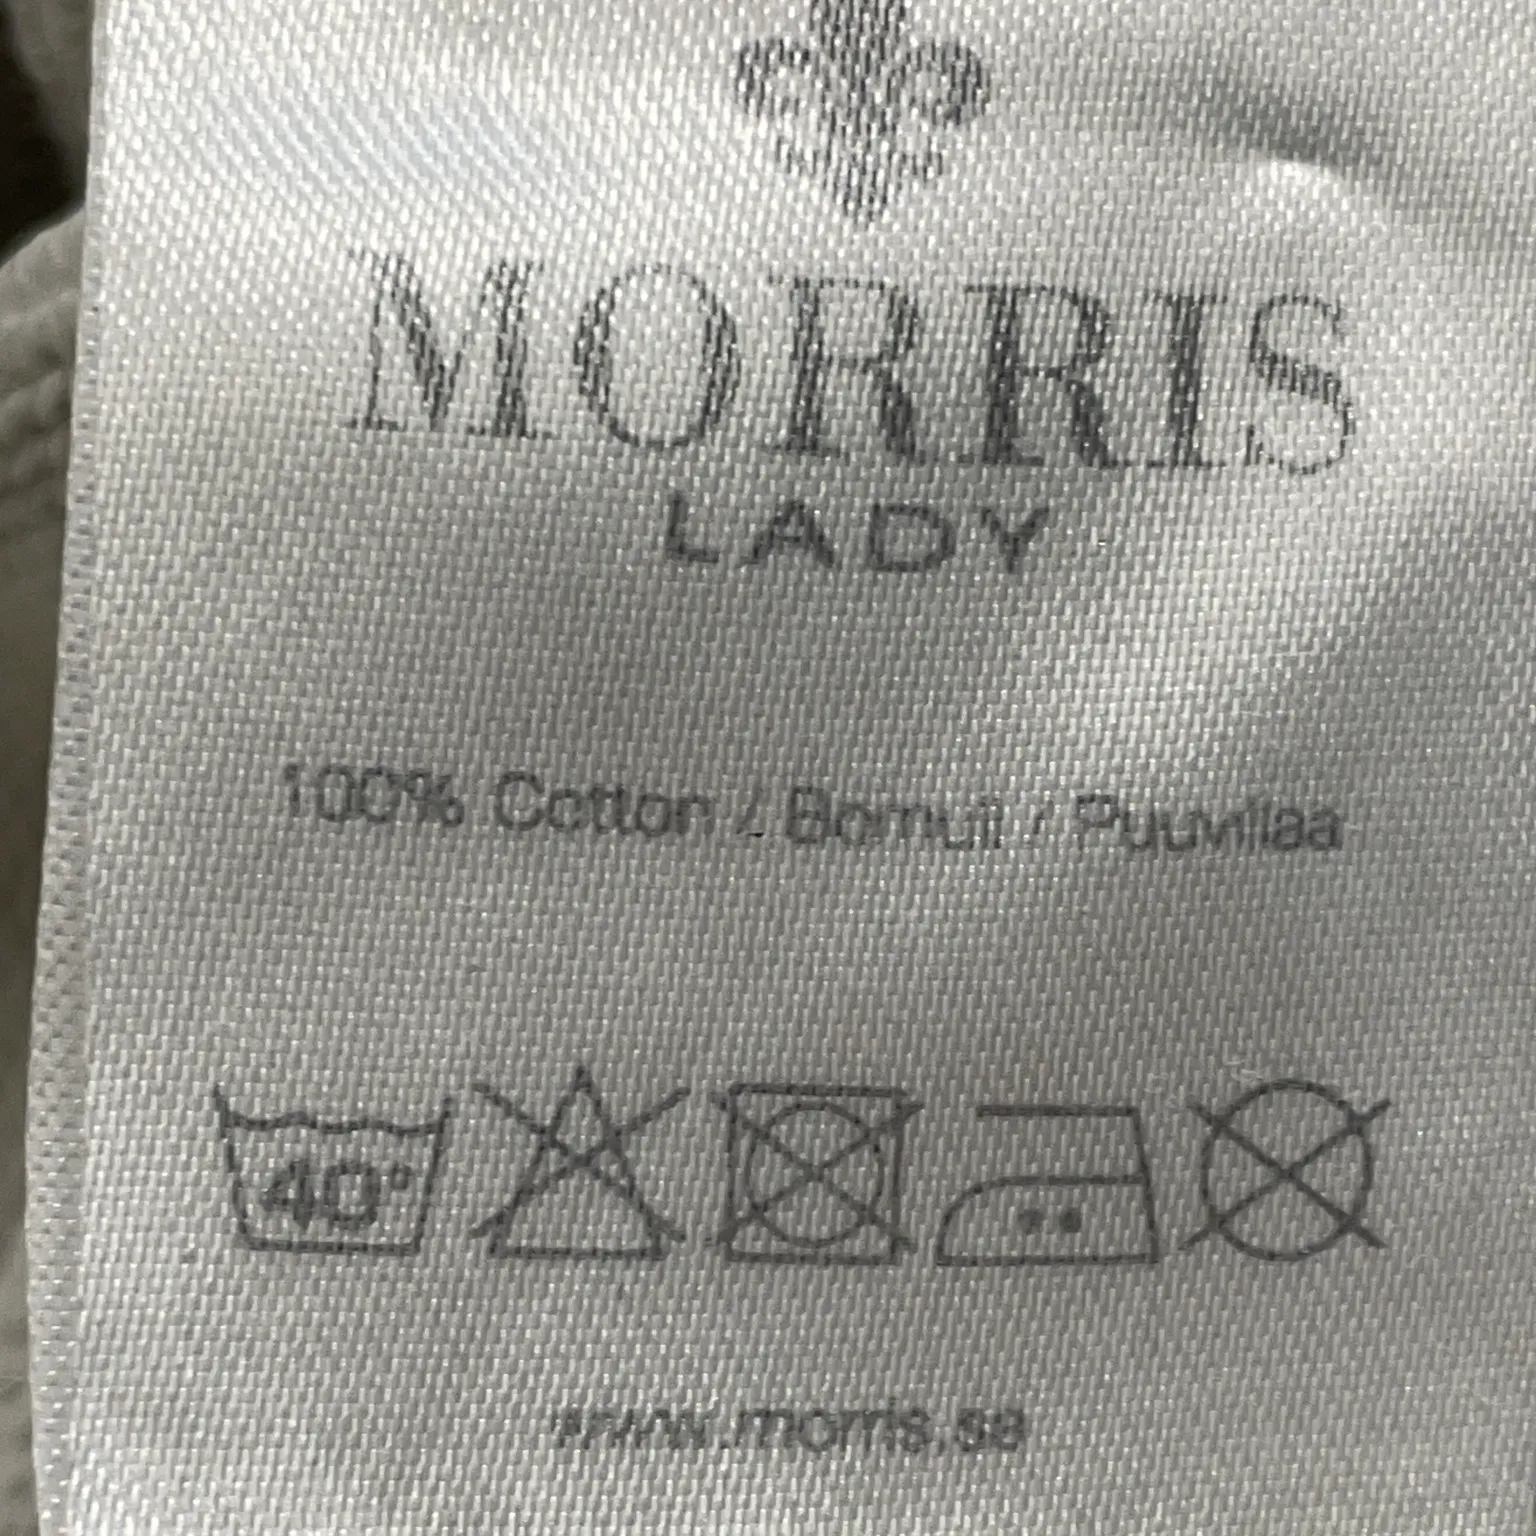 MORRIS
LADY
100% Cotton / Bomull / Puuvillaa
40°
www.morris.se